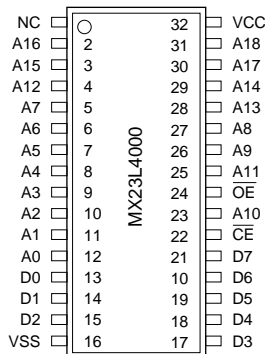 NC 32 VCC
A16 2 31 A18
A15 3 30 A17
A12 4 29 A14
A7 5 28 A13
A6 6 27 A8
A5 7 26 A9
A4 8 25 A11
A3 9 24 OE
A2 10 23 A10
A1 11 22 CE
A0 12 21 D7
D0 13 10 D6
D1 14 19 D5
D2 15 18 D4
VSS 16 17 D3
MX23L4000